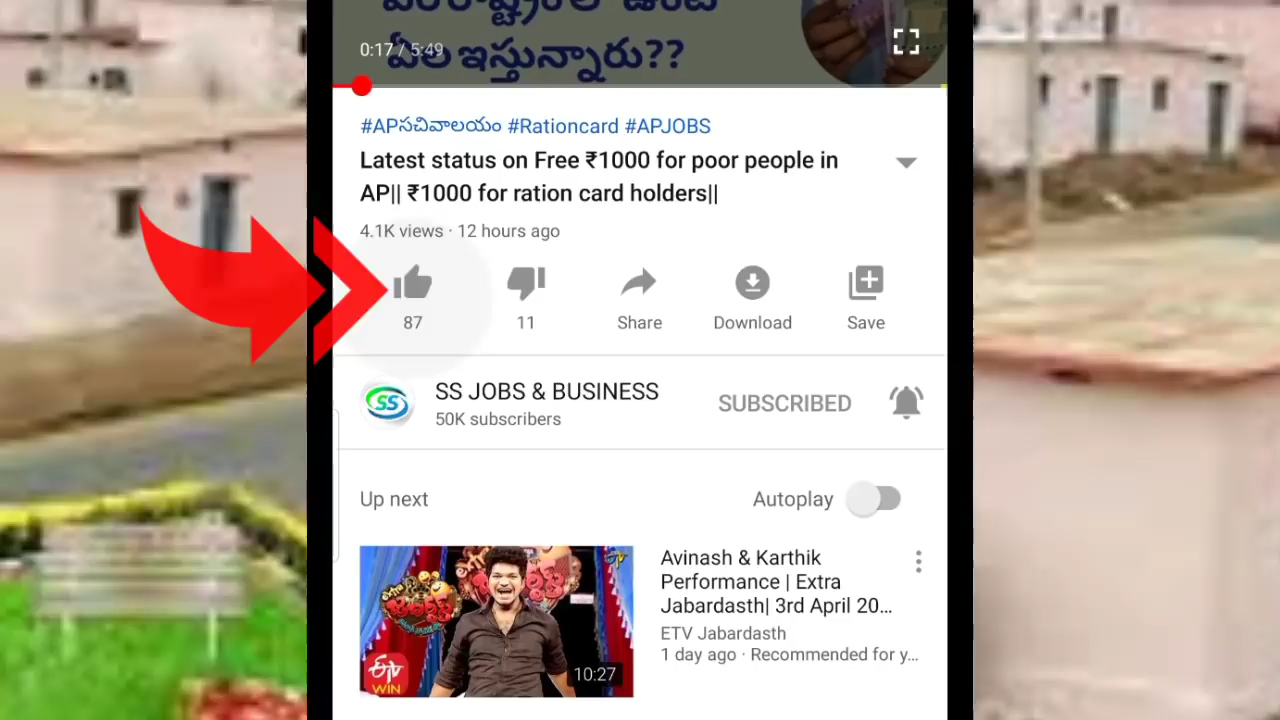 0:17 / 5:49
ఏల ఇస్తున్నారు??
#APసచివాలయం #Rationcard #APJOBS
Latest status on Free ₹1000 for poor people in
AP|| ₹1000 for ration card holders||
4.1K views · 12 hours ago
87
11
Share
Download
Save
SS
SS JOBS & BUSINESS
50K subscribers
SUBSCRIBED
Up next
Autoplay
Avinash & Karthik
Performance | Extra
Jabardasth| 3rd April 20…
ETV Jabardasth
1 day ago · Recommended for y…
WIN
10:27